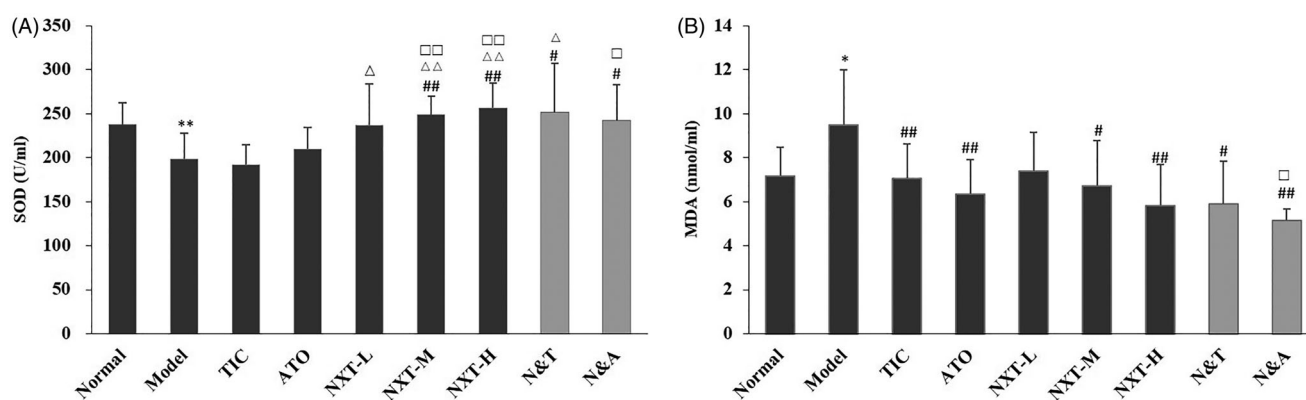 (A)
SOD (U/ml)
350
300
250
200
150
100
50
0
**
△
□□
△△
##
□□
△△
##
△
#
□
#
Normal
Model
TIC
ATO
NXT-L
NXT-M
NXT-H
N&T
N&A
(B)
MDA (nmol/ml)
14
12
10
8
6
4
2
0
*
##
##
#
##
#
□
##
Normal
Model
TIC
ATO
NXT-L
NXT-M
NXT-H
N&T
N&A